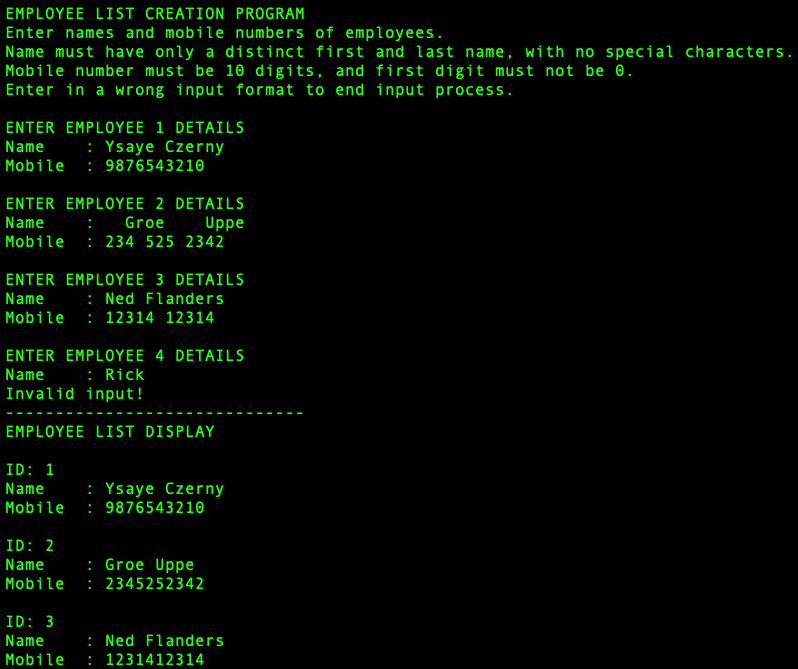 EMPLOYEE LIST CREATION PROGRAM
Enter names and mobile numbers of employees.
Name must have only a distinct first and last name, with no special characters.
Mobile number must be 10 digits, and first digit must not be 0.
Enter in a wrong input format to end input process.

ENTER EMPLOYEE 1 DETAILS
Name    : Ysaye Czerny
Mobile  : 9876543210

ENTER EMPLOYEE 2 DETAILS
Name    :   Groe    Uppe
Mobile  : 234 525 2342

ENTER EMPLOYEE 3 DETAILS
Name    : Ned Flanders
Mobile  : 12314 12314

ENTER EMPLOYEE 4 DETAILS
Name    : Rick
Invalid input!
------------------------------
EMPLOYEE LIST DISPLAY

ID: 1
Name    : Ysaye Czerny
Mobile  : 9876543210

ID: 2
Name    : Groe Uppe
Mobile  : 2345252342

ID: 3
Name    : Ned Flanders
Mobile  : 1231412314